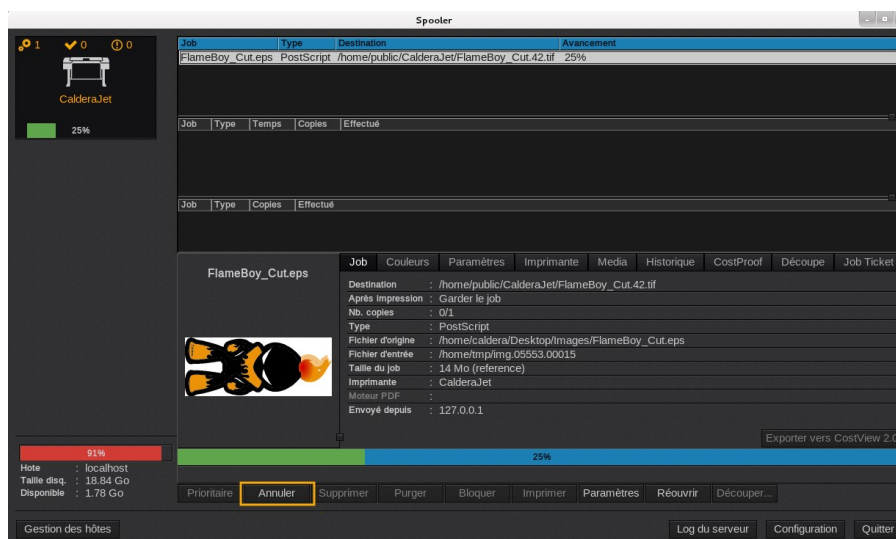 Spooler
1 0 0
CalderaJet
25%
Job Type Destination Avancement
FlameBoy_Cut.eps PostScript /home/public/CalderaJet/FlameBoy_Cut.42.tif 25%
Job Type Temps Copies Effectué
Job Type Copies Effectué
FlameBoy_Cut.eps
Job Couleurs Paramètres Imprimante Media Historique CostProof Découpe Job Ticket
Destination : /home/public/CalderaJet/FlameBoy_Cut.42.tif
Après impression : Garder le job
Nb. copies : 0/1
Type : PostScript
Fichier d'origine : /home/caldera/Desktop/Images/FlameBoy_Cut.eps
Fichier d'entrée : /home/tmp/img.05553.00015
Taille du job : 14 Mo (reference)
Imprimante : CalderaJet
Moteur PDF :
Envoyé depuis : 127.0.0.1
Exporter vers CostView 2.0
25%
91%
Hote : localhost
Taille disq. : 18.84 Go
Disponible : 1.78 Go
Prioritaire Annuler Supprimer Purger Bloquer Imprimer Paramètres Réouvrir Découper...
Gestion des hôtes Log du serveur Configuration Quitter